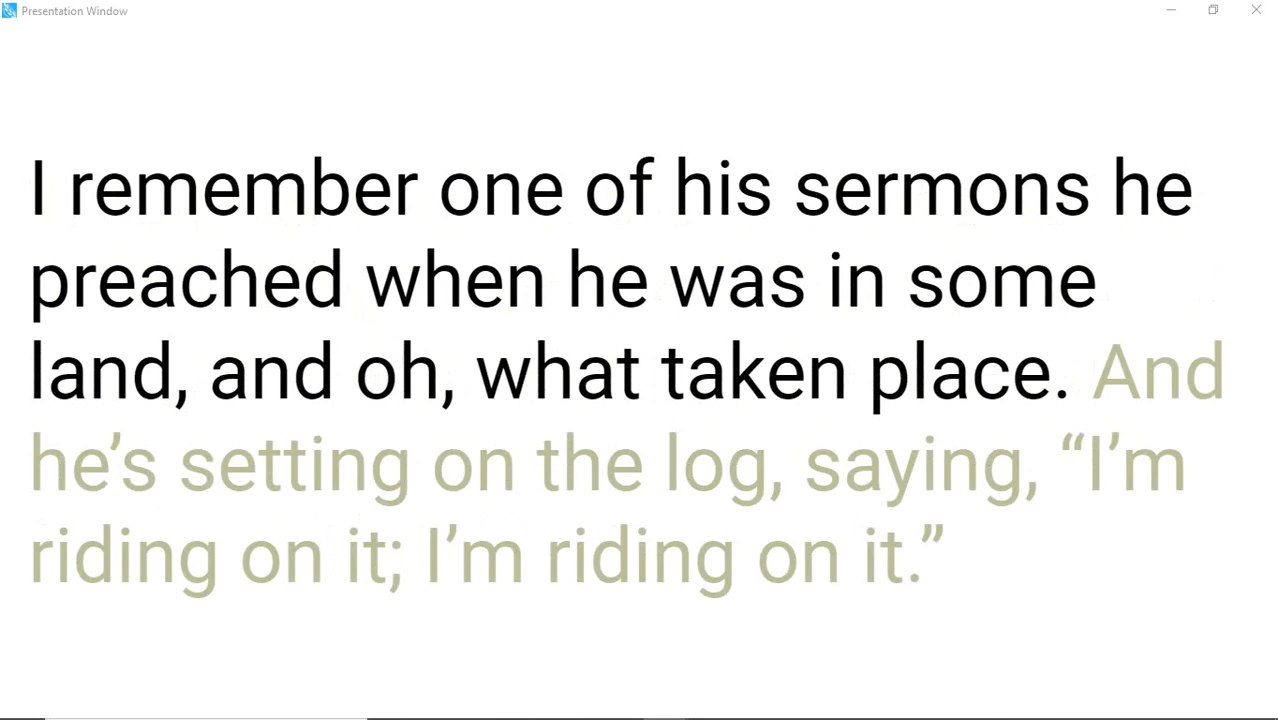 Presentation Window
I remember one of his sermons he
preached when he was in some
land, and oh, what taken place. And
he’s setting on the log, saying, “I’m
riding on it; I’m riding on it.”